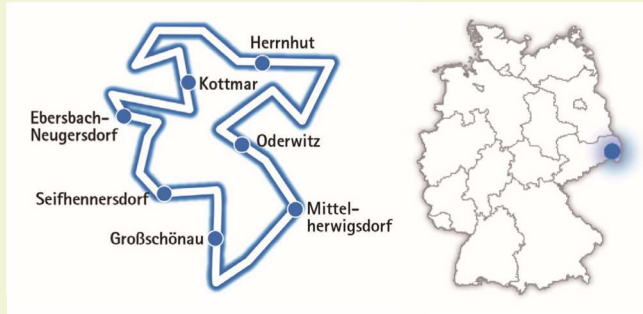 Herrnhut
Kottmar
Ebersbach-
Neugersdorf
Oderwitz
Seifhennersdorf
Mittel-
herwigsdorf
Großschönau